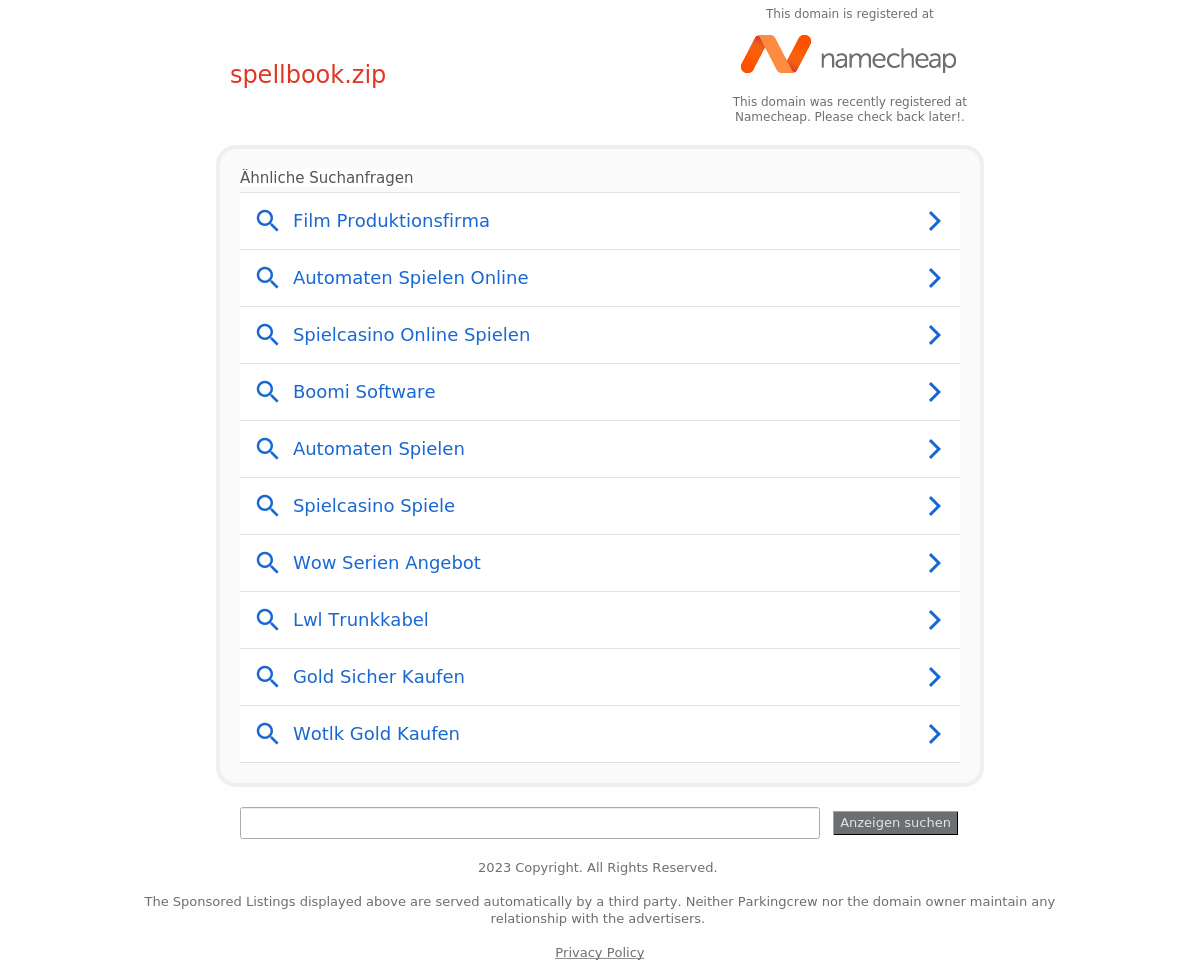 This domain is registered at
namecheap
spellbook.zip
This domain was recently registered at
Namecheap. Please check back later!.
Ähnliche Suchanfragen
Film Produktionsfirma
Automaten Spielen Online
Spielcasino Online Spielen
Boomi Software
Automaten Spielen
Spielcasino Spiele
Wow Serien Angebot
Lwl Trunkkabel
Gold Sicher Kaufen
Wotlk Gold Kaufen
Anzeigen suchen
2023 Copyright. All Rights Reserved.
The Sponsored Listings displayed above are served automatically by a third party. Neither Parkingcrew nor the domain owner maintain any
relationship with the advertisers.
Privacy Policy